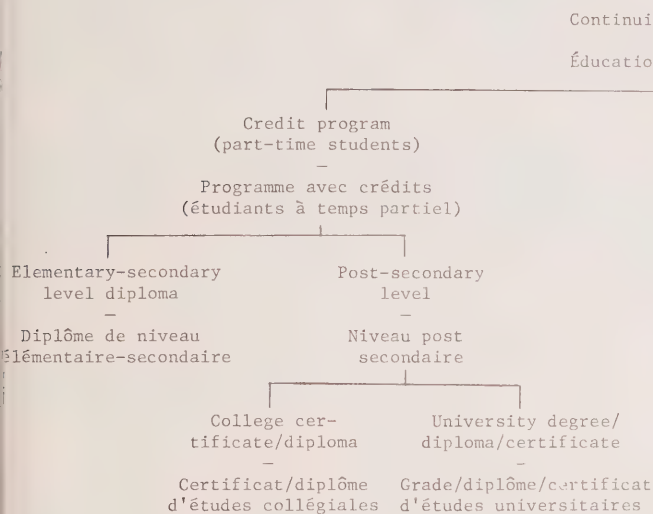 Credit program
(part-time students)
—
Programme avec crédits
(étudiants à temps partiel)
Elementary-secondary
level diploma
—
Diplôme de niveau
élémentaire-secondaire
Post-secondary
level
—
Niveau post
secondaire
College cer-
tificate/diploma
—
Certificat/diplôme
d'études collégiales
University degree/
diploma/certificate
—
Grade/diplôme/certificat
d'études universitaires